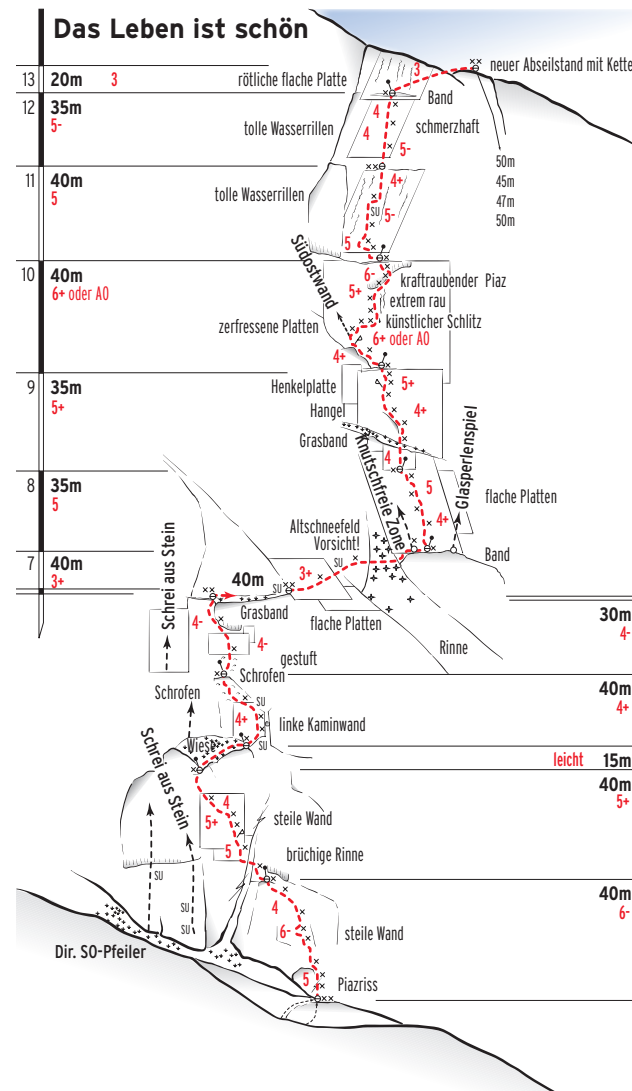 Das Leben ist schön
neuer Abseilstand mit Kette
3
13 20m 3
rötliche flache Platte
Band
12 35m
5-
4
4
schmerzhaft
tolle Wasserrillen
5-
50m
45m
47m
50m
11 40m
5
4+
tolle Wasserrillen
SU
5-
5
Südostwand
10 40m
6+ oder A0
6-
5+
kraftraubender Piaz
extrem rau
künstlicher Schlitz
zerfressene Platten
6+ oder A0
4+
9 35m
5+
5+
Henkelplatte
4+
Hangel
Grasband
4
Knutschfreie Zone
Glasperlenspiel
8 35m
5
5
flache Platten
4+
Altschneefeld
Vorsicht!
Band
7 40m
3+
SU
3+
40m
SU
Schrei aus Stein
Grasband
flache Platten
4-
30m
4-
4-
Rinne
gestuft
Schrofen
40m
4+
Schrofen
SU
4+
linke Kaminwand
Wiese
SU
leicht 15m
Schrei aus Stein
40m
5+
4
5+
steile Wand
5
brüchige Rinne
SU
40m
6-
4
SU
6-
steile Wand
SU
Dir. SO-Pfeiler
5
Piazriss